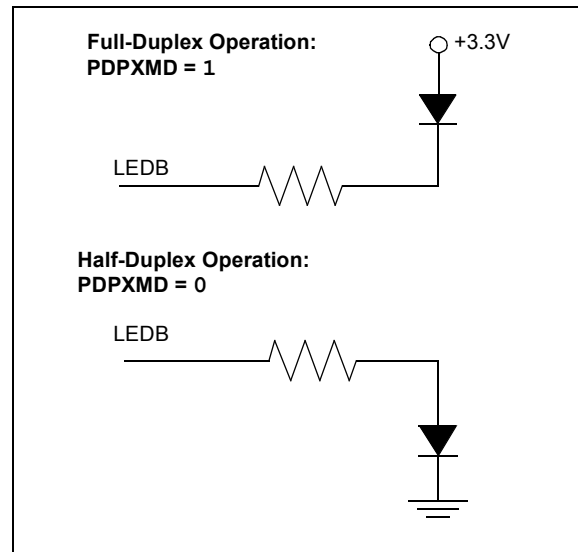 Full-Duplex Operation:
PDPXMD = 1
+3.3V
LEDB
Half-Duplex Operation:
PDPXMD = 0
LEDB